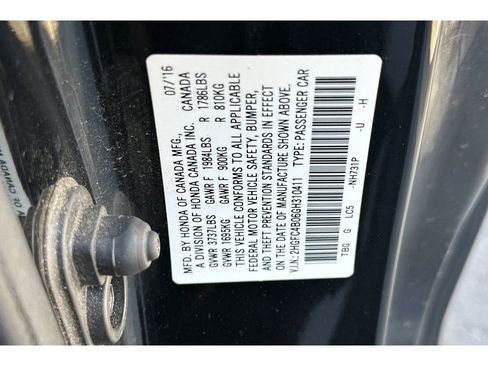 MFD. BY HONDA OF CANADA MFG., 07/16
A DIVISION OF HONDA CANADA INC. CANADA
GVWR 3737LBS GAWR F 1984LBS R 1786LBS
GVWR 1695KG GAWR F 900KG R 810KG
THIS VEHICLE CONFORMS TO ALL APPLICABLE
FEDERAL MOTOR VEHICLE SAFETY, BUMPER,
AND THEFT PREVENTION STANDARDS IN EFFECT
ON THE DATE OF MANUFACTURE SHOWN ABOVE.
V.I.N: 2HGFC4B06GH310411 TYPE: PASSENGER CAR
TBG G LC5 -NH731P -U -H